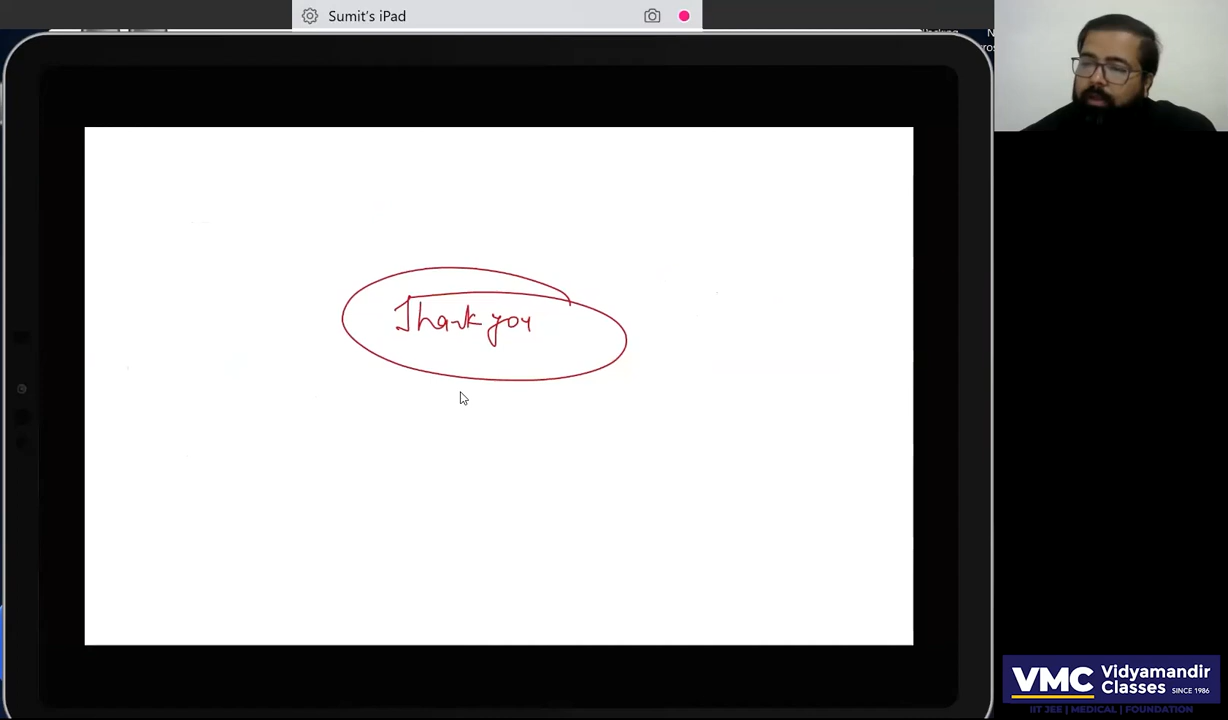 Sumit's iPad
Thank you
VMC Vidyamandir Classes SINCE 1986
IIT JEE | MEDICAL | FOUNDATION